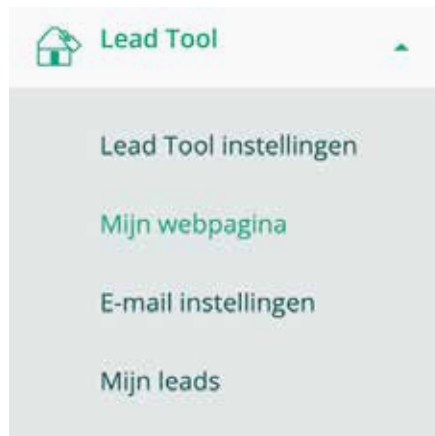 Lead Tool
Lead Tool instellingen
Mijn webpagina
E-mail instellingen
Mijn leads